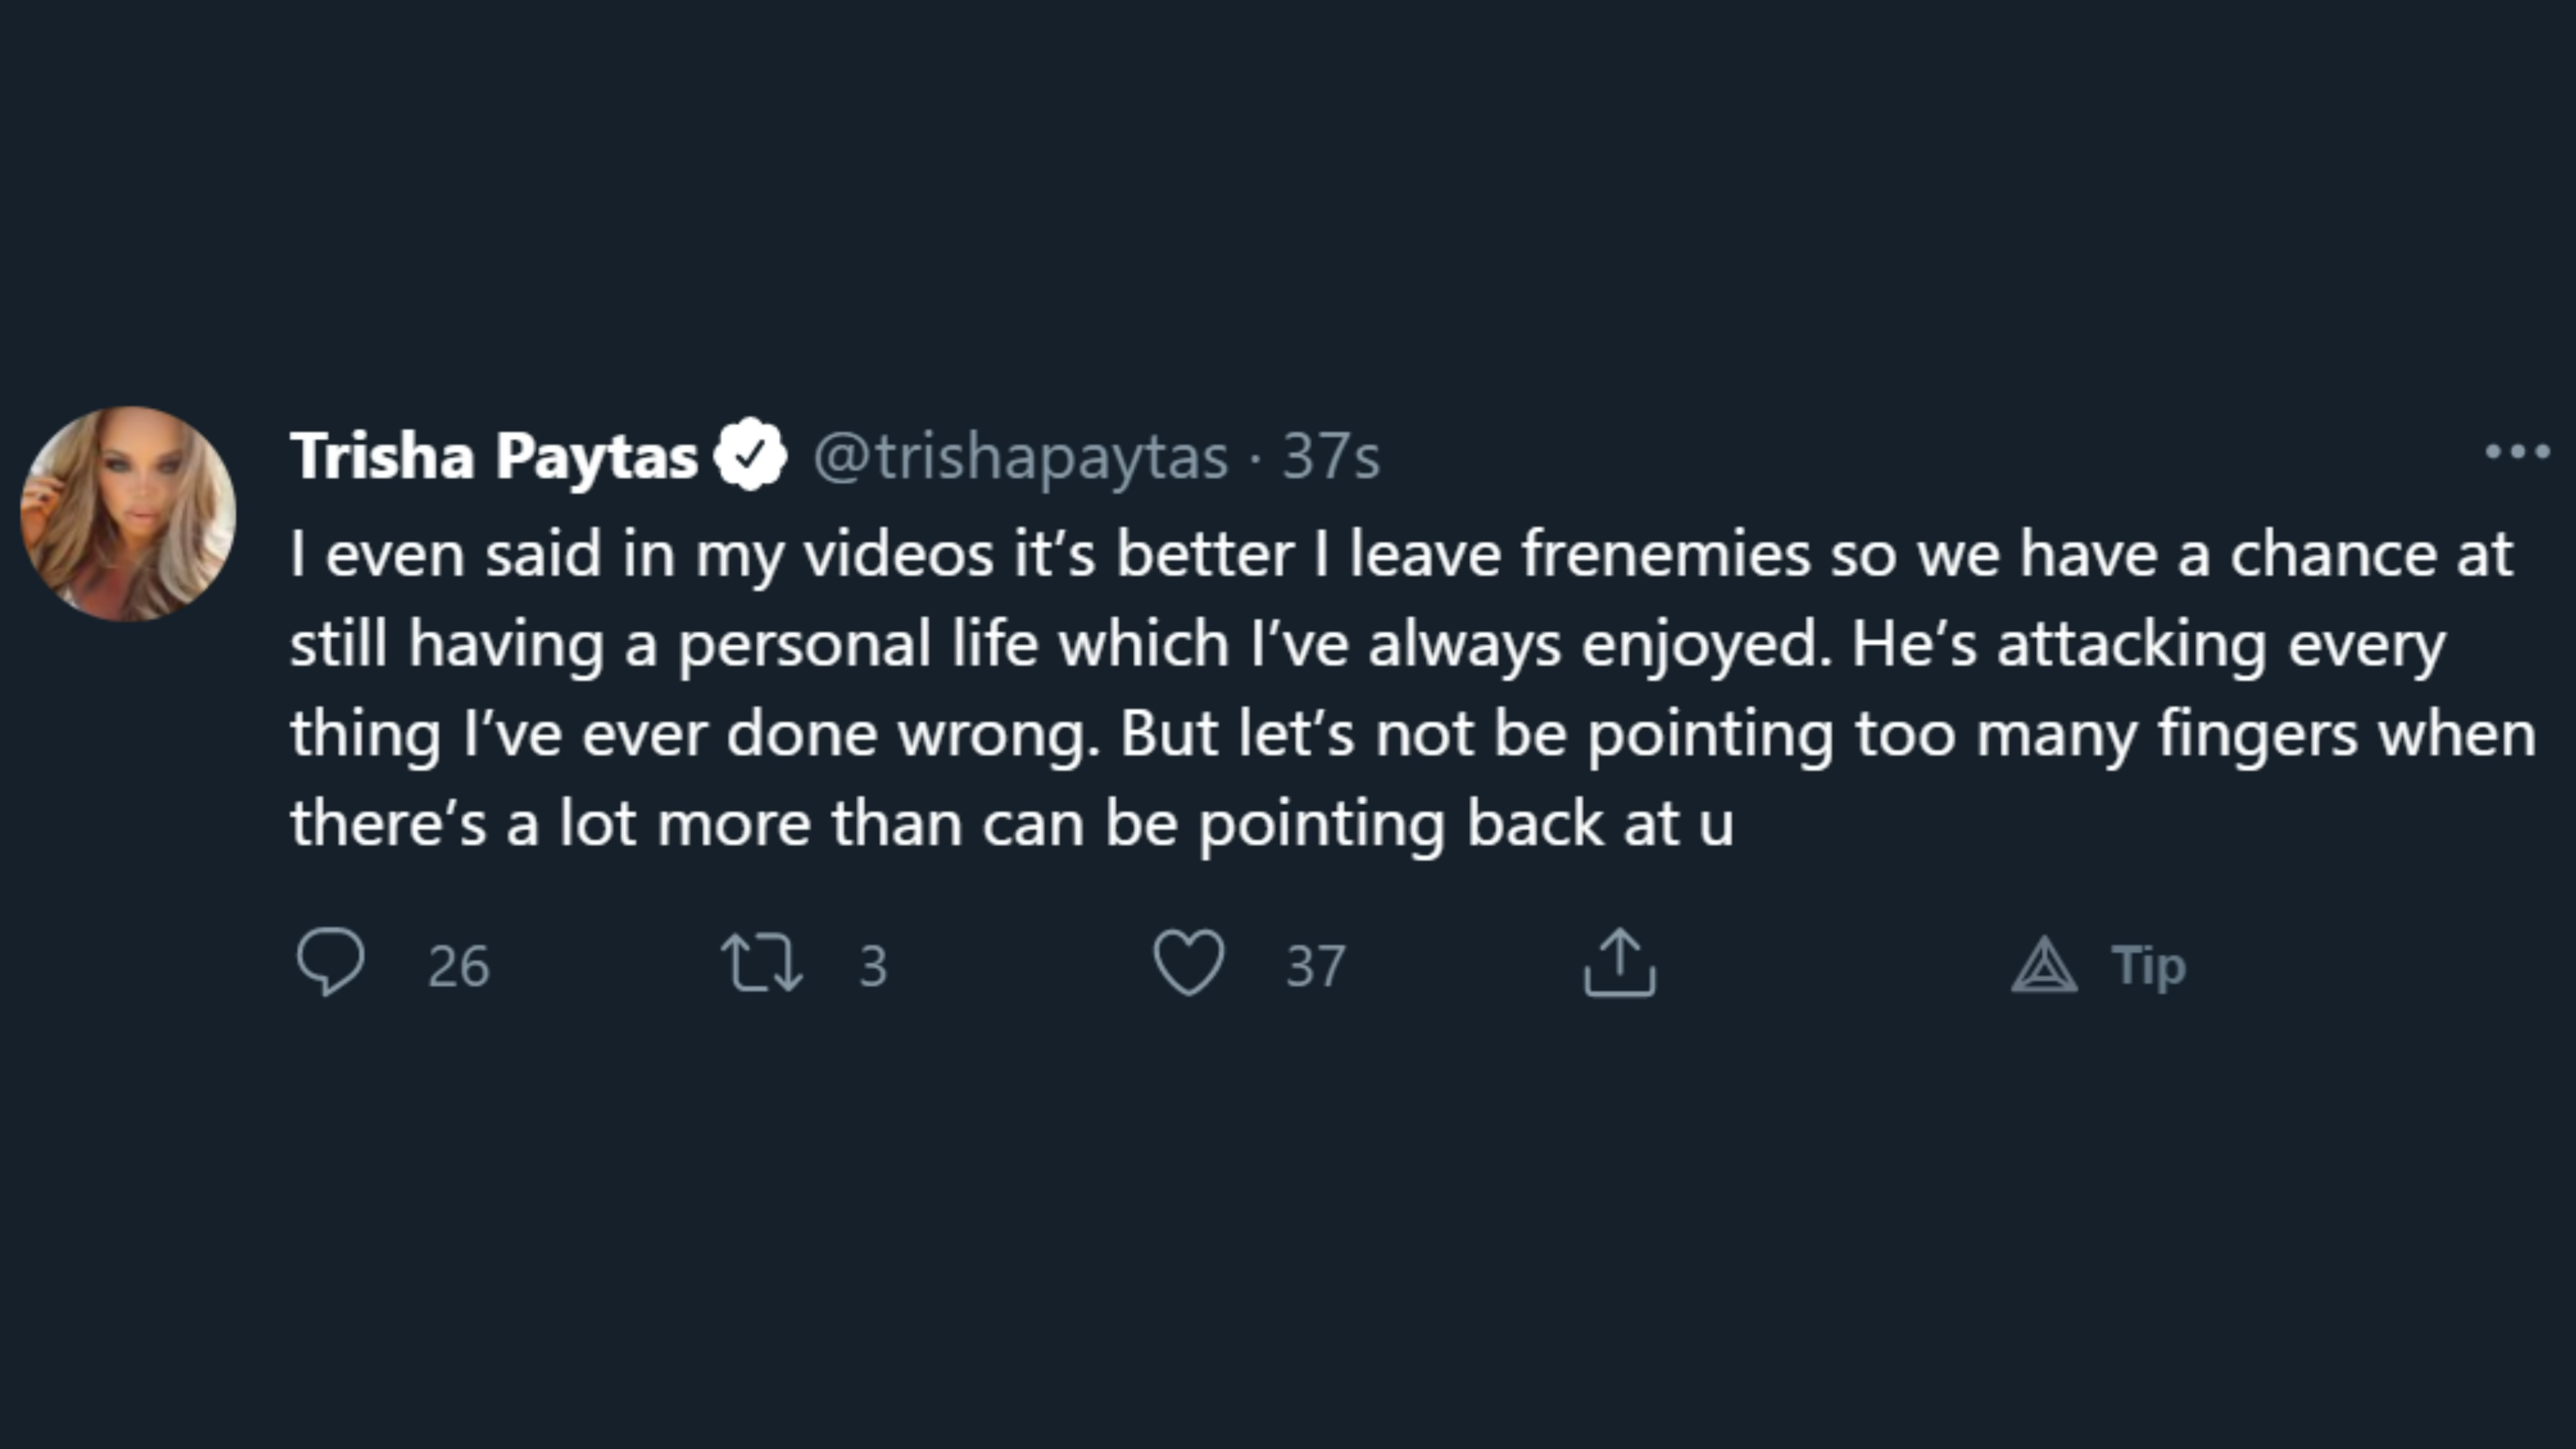 Trisha Paytas @trishapaytas · 37s
I even said in my videos it’s better I leave frenemies so we have a chance at
still having a personal life which I’ve always enjoyed. He’s attacking every
thing I’ve ever done wrong. But let’s not be pointing too many fingers when
there’s a lot more than can be pointing back at u
26 3 37 Tip